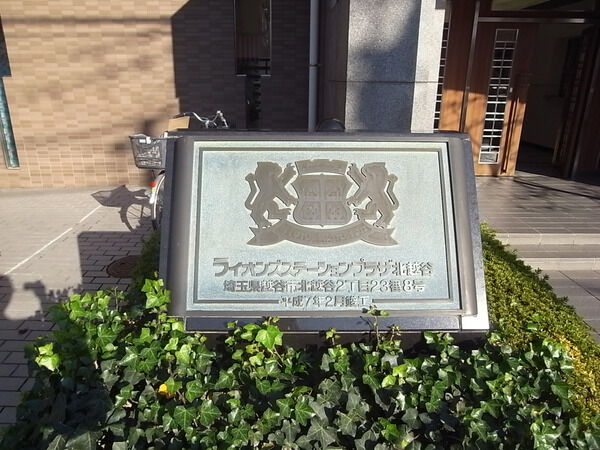 ライオンズステーションプラザ北越谷
埼玉県越谷市北越谷2丁目23番8号
平成7年2月竣工